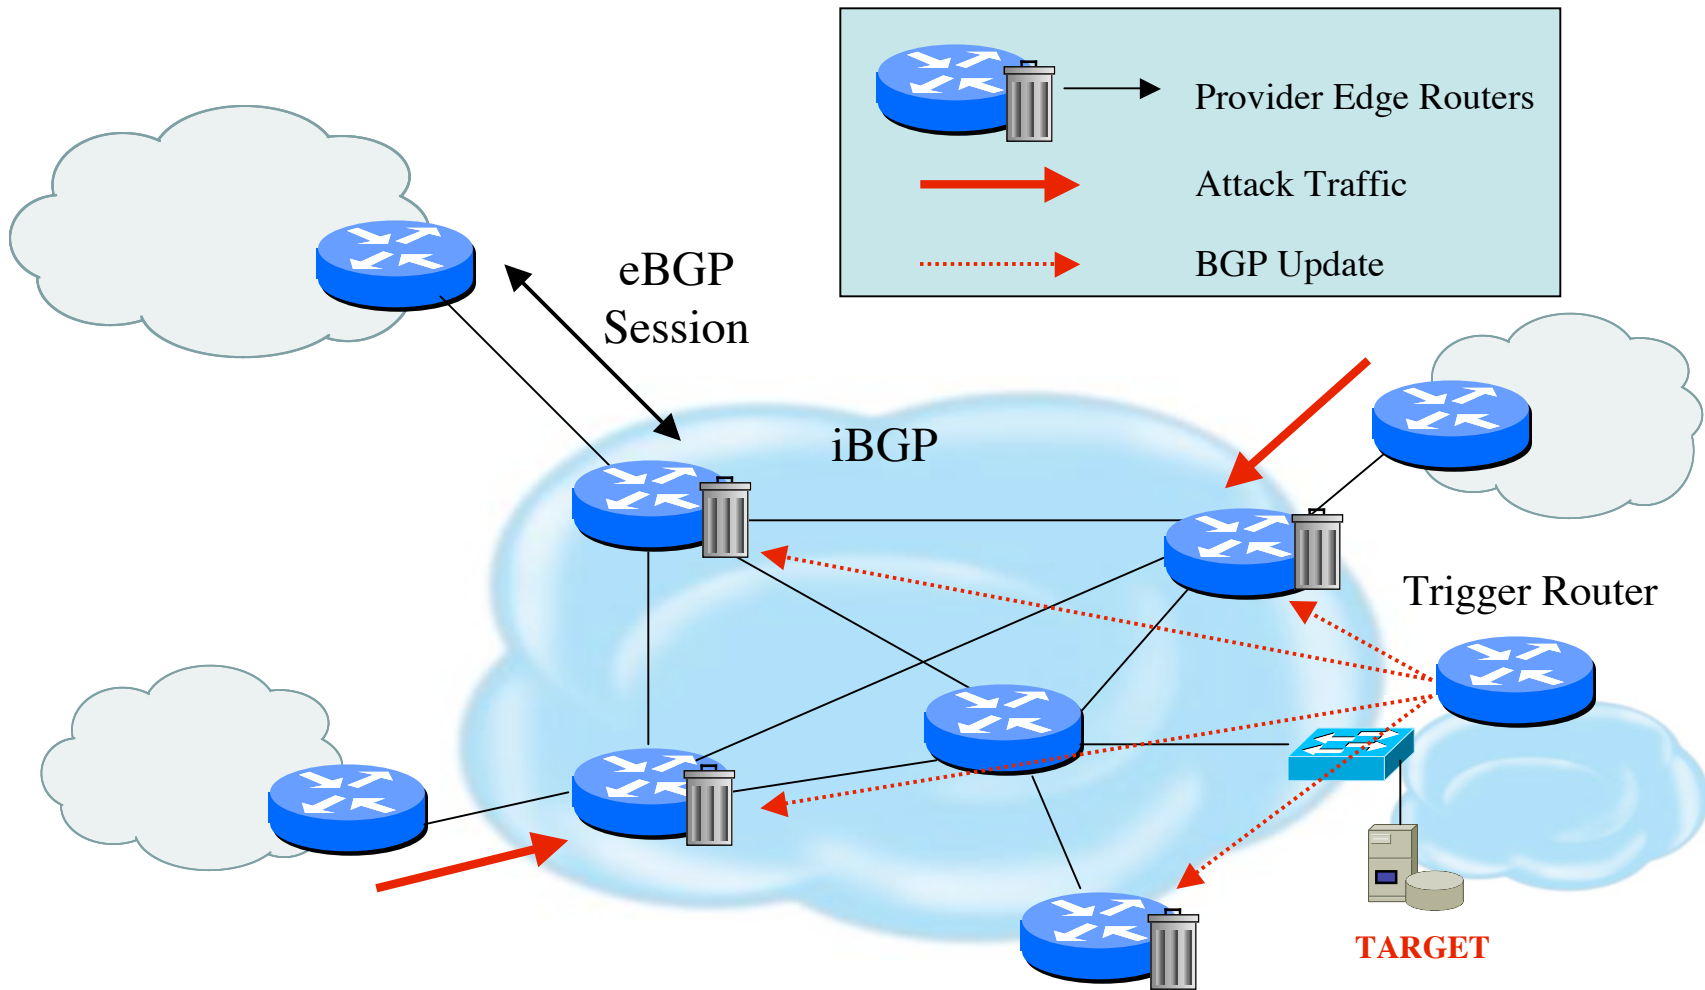 Provider Edge Routers
Attack Traffic
BGP Update
eBGP
Session
iBGP
Trigger Router
TARGET